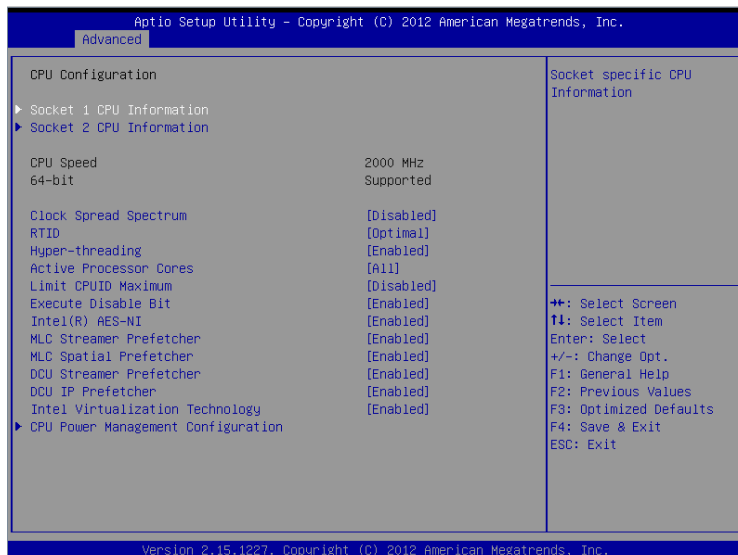 Aptio Setup Utility – Copyright (C) 2012 American Megatrends, Inc.
Advanced
CPU Configuration
Socket 1 CPU Information
Socket 2 CPU Information
CPU Speed 2000 MHz
64-bit Supported
Clock Spread Spectrum [Disabled]
RTID [Optimal]
Hyper-threading [Enabled]
Active Processor Cores [All]
Limit CPUID Maximum [Disabled]
Execute Disable Bit [Enabled]
Intel(R) AES-NI [Enabled]
MLC Streamer Prefetcher [Enabled]
MLC Spatial Prefetcher [Enabled]
DCU Streamer Prefetcher [Enabled]
DCU IP Prefetcher [Enabled]
Intel Virtualization Technology [Enabled]
CPU Power Management Configuration
Socket specific CPU
Information
→←: Select Screen
↑↓: Select Item
Enter: Select
+/-: Change Opt.
F1: General Help
F2: Previous Values
F3: Optimized Defaults
F4: Save & Exit
ESC: Exit
Version 2.15.1227. Copyright (C) 2012 American Megatrends, Inc.